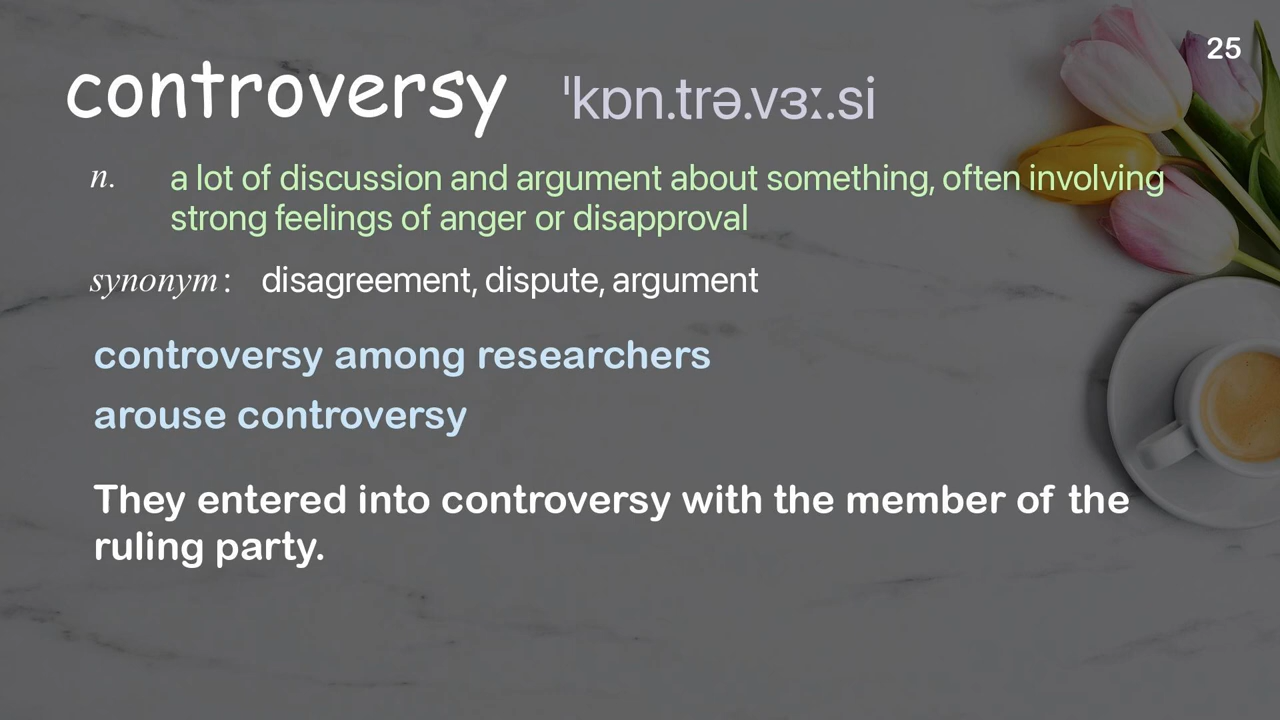 25
controversy ˈkɒn.trə.vɜː.si
n. a lot of discussion and argument about something, often involving
strong feelings of anger or disapproval
synonym: disagreement, dispute, argument
controversy among researchers
arouse controversy
They entered into controversy with the member of the
ruling party.